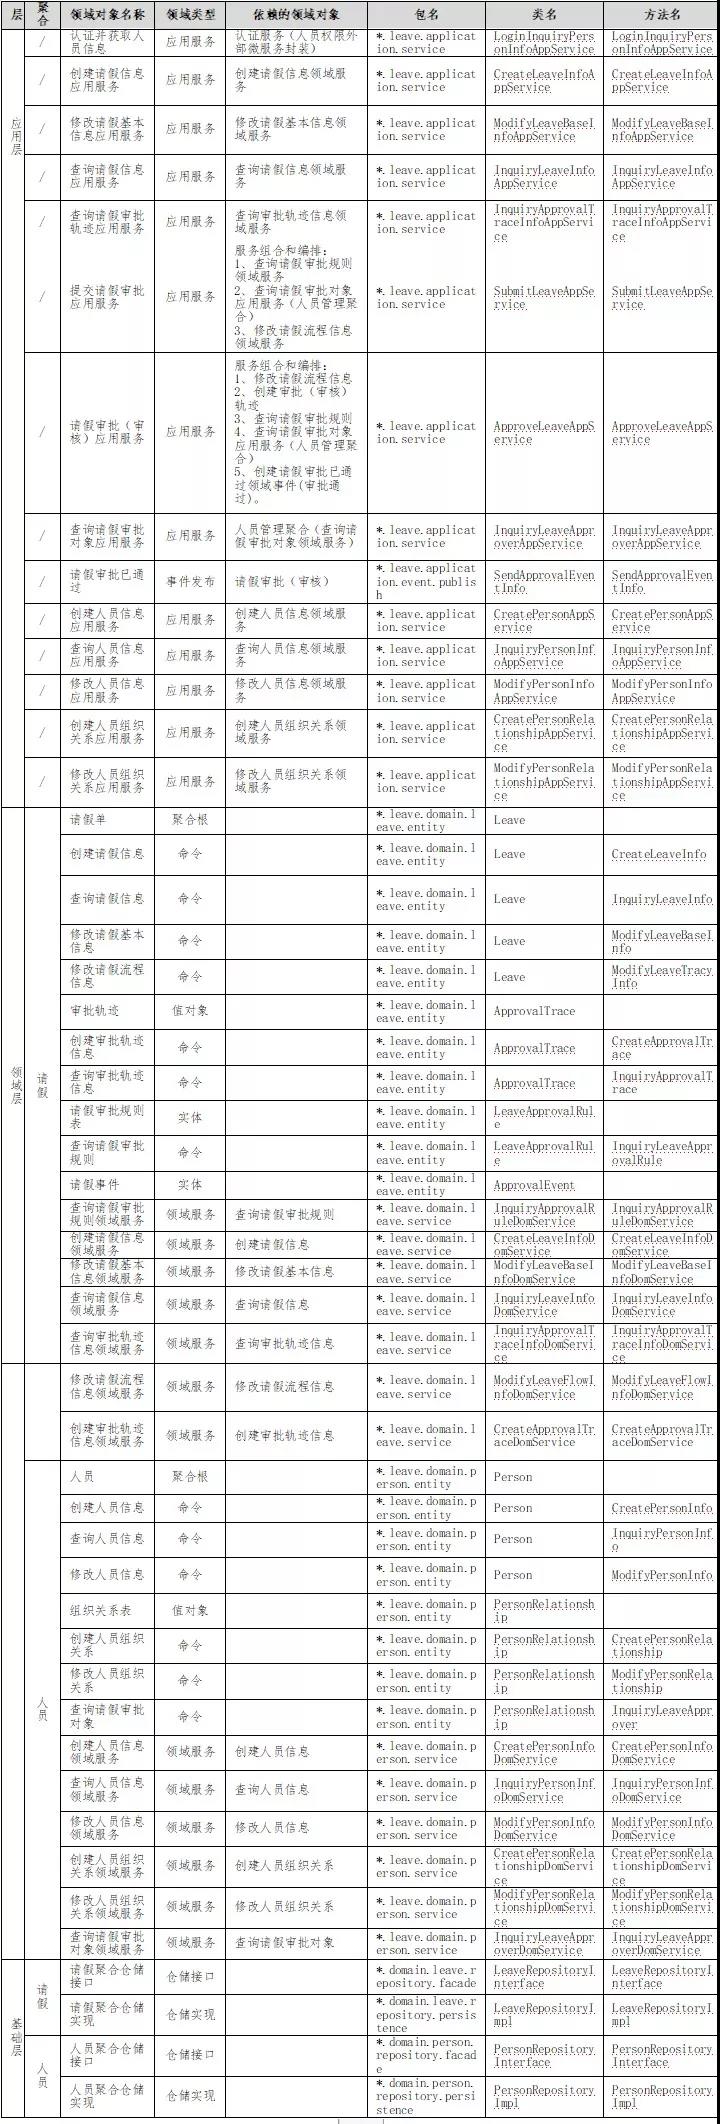 层 聚合 领域对象名称 领域类型 依赖的领域对象 包名 类名 方法名
应用层
/ 认证并获取人员信息 应用服务 认证服务（人员权限外部微服务封装） *.leave.application.service LoginInquiryPersonInfoAppService LoginInquiryPersonInfoAppService
/ 创建请假信息应用服务 应用服务 创建请假信息领域服务 *.leave.application.service CreateLeaveInfoAppService CreateLeaveInfoAppService
/ 修改请假基本信息应用服务 应用服务 修改请假基本信息领域服务 *.leave.application.service ModifyLeaveBaseInfoAppService ModifyLeaveBaseInfoAppService
/ 查询请假信息应用服务 应用服务 查询请假信息领域服务 *.leave.application.service InquiryLeaveInfoAppService InquiryLeaveInfoAppService
/ 查询请假审批轨迹应用服务 应用服务 查询审批轨迹信息领域服务 *.leave.application.service InquiryApprovalTraceInfoAppService InquiryApprovalTraceInfoAppService
/ 提交请假审批应用服务 应用服务 服务组合和编排：
1、查询请假审批规则领域服务
2、查询请假审批对象应用服务（人员管理聚合）
3、修改请假流程信息领域服务
*.leave.application.service SubmitLeaveAppService SubmitLeaveAppService
/ 请假审批（审核）应用服务 应用服务 服务组合和编排：
1、修改请假流程信息
2、创建审批（审核）轨迹
3、查询请假审批规则
4、查询请假审批对象应用服务（人员管理聚合）
5、创建请假审批已通过领域事件(审批通过)。
*.leave.application.service ApproveLeaveAppService ApproveLeaveAppService
/ 查询请假审批对象应用服务 应用服务 人员管理聚合（查询请假审批对象领域服务） *.leave.application.service InquiryLeaveApproverAppService InquiryLeaveApproverAppService
/ 请假审批已通过 事件发布 请假审批（审核） *.leave.application.event.publish SendApprovalEventInfo SendApprovalEventInfo
/ 创建人员信息应用服务 应用服务 创建人员信息领域服务 *.leave.application.service CreatePersonAppService CreatePersonAppService
/ 查询人员信息应用服务 应用服务 查询人员信息领域服务 *.leave.application.service InquiryPersonInfoAppService InquiryPersonInfoAppService
/ 修改人员信息应用服务 应用服务 修改人员信息领域服务 *.leave.application.service ModifyPersonInfoAppService ModifyPersonInfoAppService
/ 创建人员组织关系应用服务 应用服务 创建人员组织关系领域服务 *.leave.application.service CreatePersonRelationshipAppService CreatePersonRelationshipAppService
/ 修改人员组织关系应用服务 应用服务 修改人员组织关系领域服务 *.leave.application.service ModifyPersonRelationshipAppService ModifyPersonRelationshipAppService
领域层
请假
请假单 聚合根 *.leave.domain.leave.entity Leave
创建请假信息 命令 *.leave.domain.leave.entity Leave CreateLeaveInfo
查询请假信息 命令 *.leave.domain.leave.entity Leave InquiryLeaveInfo
修改请假基本信息 命令 *.leave.domain.leave.entity Leave ModifyLeaveBaseInfo
修改请假流程信息 命令 *.leave.domain.leave.entity Leave ModifyLeaveTracyInfo
审批轨迹 值对象 *.leave.domain.leave.entity ApprovalTrace
创建审批轨迹信息 命令 *.leave.domain.leave.entity ApprovalTrace CreateApprovalTrace
查询审批轨迹信息 命令 *.leave.domain.leave.entity ApprovalTrace InquiryApprovalTrace
请假审批规则表 实体 *.leave.domain.leave.entity LeaveApprovalRule
查询请假审批规则 命令 *.leave.domain.leave.entity LeaveApprovalRule InquiryLeaveApprovalRule
请假事件 实体 *.leave.domain.leave.entity ApprovalEvent
查询请假审批规则领域服务 领域服务 查询请假审批规则 *.leave.domain.leave.service InquiryApprovalRuleDomService InquiryApprovalRuleDomService
创建请假信息领域服务 领域服务 创建请假信息 *.leave.domain.leave.service CreateLeaveInfoDomService CreateLeaveInfoDomService
修改请假基本信息领域服务 领域服务 修改请假基本信息 *.leave.domain.leave.service ModifyLeaveBaseInfoDomService ModifyLeaveBaseInfoDomService
查询请假信息领域服务 领域服务 查询请假信息 *.leave.domain.leave.service InquiryLeaveInfoDomService InquiryLeaveInfoDomService
查询审批轨迹信息领域服务 领域服务 查询审批轨迹信息 *.leave.domain.leave.service InquiryApprovalTraceInfoDomService InquiryApprovalTraceInfoDomService
修改请假流程信息领域服务 领域服务 修改请假流程信息 *.leave.domain.leave.service ModifyLeaveFlowInfoDomService ModifyLeaveFlowInfoDomService
创建审批轨迹信息领域服务 领域服务 创建审批轨迹信息 *.leave.domain.leave.service CreateApprovalTraceDomService CreateApprovalTraceDomService
人员
人员 聚合根 *.leave.domain.person.entity Person
创建人员信息 命令 *.leave.domain.person.entity Person CreatePersonInfo
查询人员信息 命令 *.leave.domain.person.entity Person InquiryPersonInfo
修改人员信息 命令 *.leave.domain.person.entity Person ModifyPersonInfo
组织关系表 值对象 *.leave.domain.person.entity PersonRelationship
创建人员组织关系 命令 *.leave.domain.person.entity PersonRelationship CreatePersonRelationship
修改人员组织关系 命令 *.leave.domain.person.entity PersonRelationship ModifyPersonRelationship
查询请假审批对象 命令 *.leave.domain.person.entity PersonRelationship InquiryLeaveApprover
创建人员信息领域服务 领域服务 创建人员信息 *.leave.domain.person.service CreatePersonInfoDomService CreatePersonInfoDomService
查询人员信息领域服务 领域服务 查询人员信息 *.leave.domain.person.service InquiryPersonInfoDomService InquiryPersonInfoDomService
修改人员信息领域服务 领域服务 修改人员信息 *.leave.domain.person.service ModifyPersonInfoDomService ModifyPersonInfoDomService
创建人员组织关系领域服务 领域服务 创建人员组织关系 *.leave.domain.person.service CreatePersonRelationshipDomService CreatePersonRelationshipDomService
修改人员组织关系领域服务 领域服务 修改人员组织关系 *.leave.domain.person.service ModifyPersonRelationshipDomService ModifyPersonRelationshipDomService
查询请假审批对象领域服务 领域服务 查询请假审批对象 *.leave.domain.person.service InquiryLeaveApproverDomService InquiryLeaveApproverDomService
基础层
请假
请假聚合仓储接口 仓储接口 *.domain.leave.repository.facade LeaveRepositoryInterface LeaveRepositoryInterface
请假聚合仓储实现 仓储实现 *.domain.leave.repository.persistence LeaveRepositoryImpl LeaveRepositoryImpl
人员
人员聚合仓储接口 仓储接口 *.domain.person.repository.facade PersonRepositoryInterface PersonRepositoryInterface
人员聚合仓储实现 仓储实现 *.domain.person.repository.persistence PersonRepositoryImpl PersonRepositoryImpl